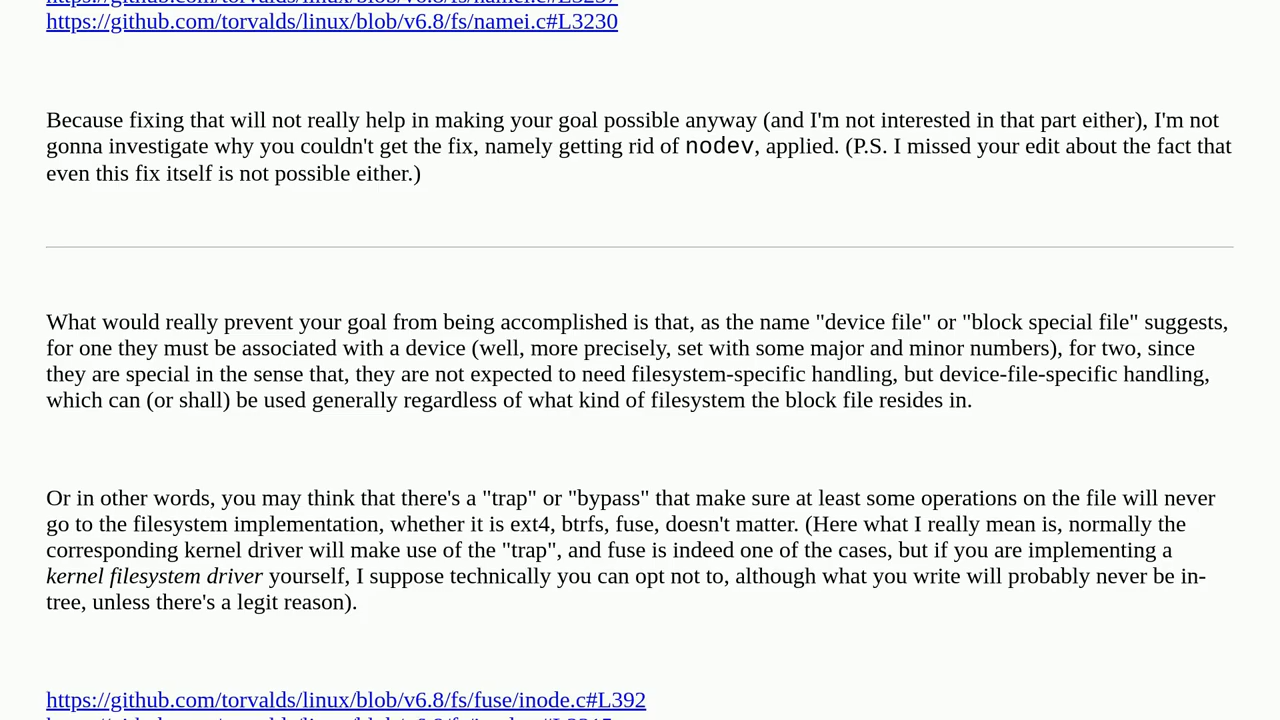 https://github.com/torvalds/linux/blob/v6.8/fs/namei.c#L3230
Because fixing that will not really help in making your goal possible anyway (and I'm not interested in that part either), I'm not
gonna investigate why you couldn't get the fix, namely getting rid of nodev, applied. (P.S. I missed your edit about the fact that
even this fix itself is not possible either.)
What would really prevent your goal from being accomplished is that, as the name "device file" or "block special file" suggests,
for one they must be associated with a device (well, more precisely, set with some major and minor numbers), for two, since
they are special in the sense that, they are not expected to need filesystem-specific handling, but device-file-specific handling,
which can (or shall) be used generally regardless of what kind of filesystem the block file resides in.
Or in other words, you may think that there's a "trap" or "bypass" that make sure at least some operations on the file will never
go to the filesystem implementation, whether it is ext4, btrfs, fuse, doesn't matter. (Here what I really mean is, normally the
corresponding kernel driver will make use of the "trap", and fuse is indeed one of the cases, but if you are implementing a
kernel filesystem driver yourself, I suppose technically you can opt not to, although what you write will probably never be in-
tree, unless there's a legit reason).
https://github.com/torvalds/linux/blob/v6.8/fs/fuse/inode.c#L392